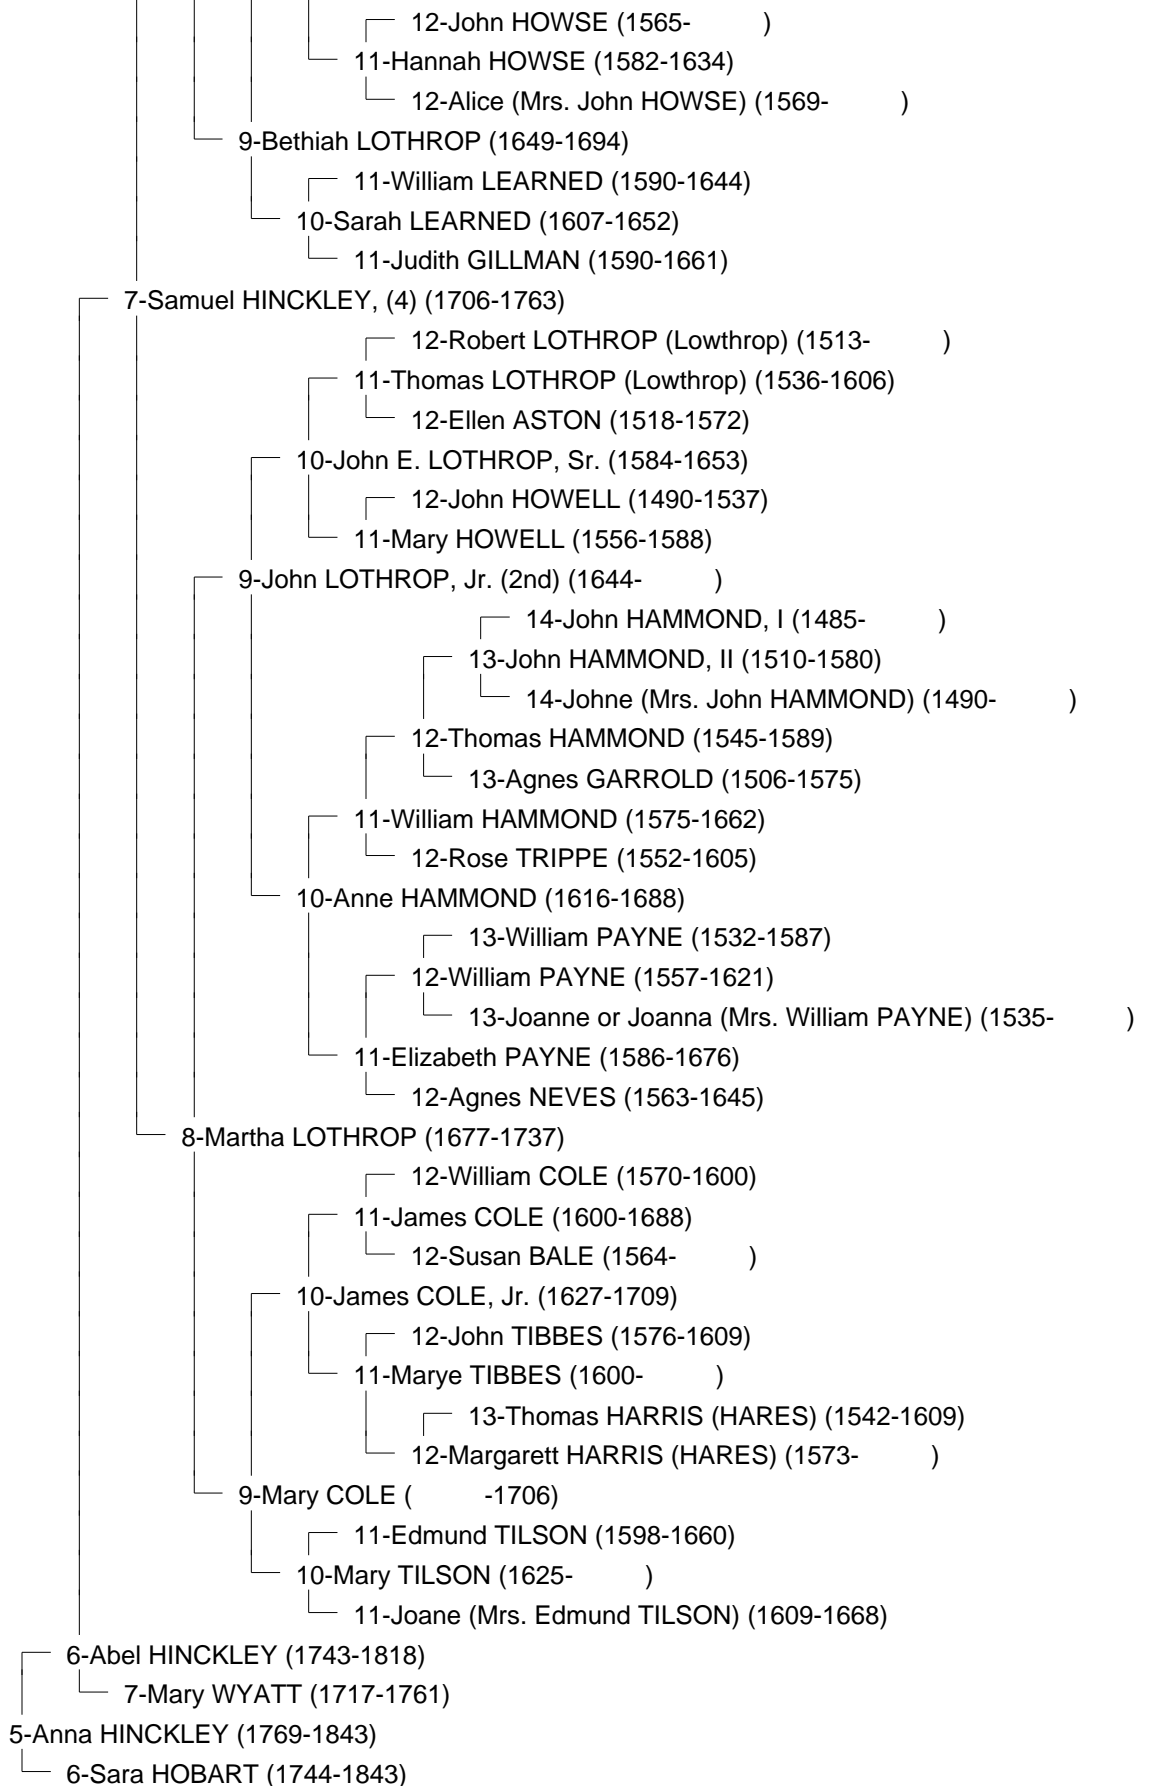 12-John HOWSE (1565- )
11-Hannah HOWSE (1582-1634)
12-Alice (Mrs. John HOWSE) (1569- )
9-Bethiah LOTHROP (1649-1694)
11-William LEARNED (1590-1644)
10-Sarah LEARNED (1607-1652)
11-Judith GILLMAN (1590-1661)
7-Samuel HINCKLEY, (4) (1706-1763)
12-Robert LOTHROP (Lowthrop) (1513- )
11-Thomas LOTHROP (Lowthrop) (1536-1606)
12-Ellen ASTON (1518-1572)
10-John E. LOTHROP, Sr. (1584-1653)
12-John HOWELL (1490-1537)
11-Mary HOWELL (1556-1588)
9-John LOTHROP, Jr. (2nd) (1644- )
14-John HAMMOND, I (1485- )
13-John HAMMOND, II (1510-1580)
14-Johne (Mrs. John HAMMOND) (1490- )
12-Thomas HAMMOND (1545-1589)
13-Agnes GARROLD (1506-1575)
11-William HAMMOND (1575-1662)
12-Rose TRIPPE (1552-1605)
10-Anne HAMMOND (1616-1688)
13-William PAYNE (1532-1587)
12-William PAYNE (1557-1621)
13-Joanne or Joanna (Mrs. William PAYNE) (1535- )
11-Elizabeth PAYNE (1586-1676)
12-Agnes NEVES (1563-1645)
8-Martha LOTHROP (1677-1737)
12-William COLE (1570-1600)
11-James COLE (1600-1688)
12-Susan BALE (1564- )
10-James COLE, Jr. (1627-1709)
12-John TIBBES (1576-1609)
11-Marye TIBBES (1600- )
13-Thomas HARRIS (HARES) (1542-1609)
12-Margarett HARRIS (HARES) (1573- )
9-Mary COLE ( -1706)
11-Edmund TILSON (1598-1660)
10-Mary TILSON (1625- )
11-Joane (Mrs. Edmund TILSON) (1609-1668)
6-Abel HINCKLEY (1743-1818)
7-Mary WYATT (1717-1761)
5-Anna HINCKLEY (1769-1843)
6-Sara HOBART (1744-1843)